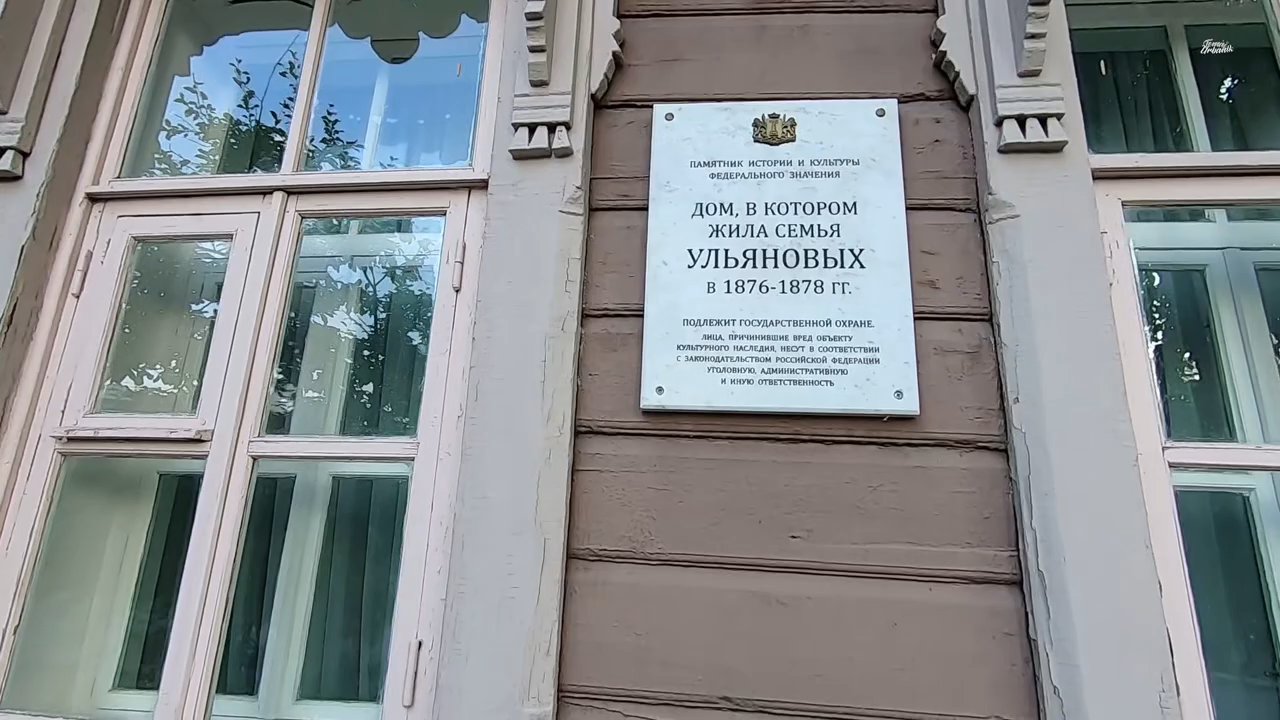 ПАМЯТНИК ИСТОРИИ И КУЛЬТУРЫ
ФЕДЕРАЛЬНОГО ЗНАЧЕНИЯ
ДОМ, В КОТОРОМ
ЖИЛА СЕМЬЯ
УЛЬЯНОВЫХ
В 1876-1878 ГГ.
ПОДЛЕЖИТ ГОСУДАРСТВЕННОЙ ОХРАНЕ.
ЛИЦА, ПРИЧИНИВШИЕ ВРЕД ОБЪЕКТУ
КУЛЬТУРНОГО НАСЛЕДИЯ, НЕСУТ В СООТВЕТСТВИИ
С ЗАКОНОДАТЕЛЬСТВОМ РОССИЙСКОЙ ФЕДЕРАЦИИ
УГОЛОВНУЮ, АДМИНИСТРАТИВНУЮ
И ИНУЮ ОТВЕТСТВЕННОСТЬ